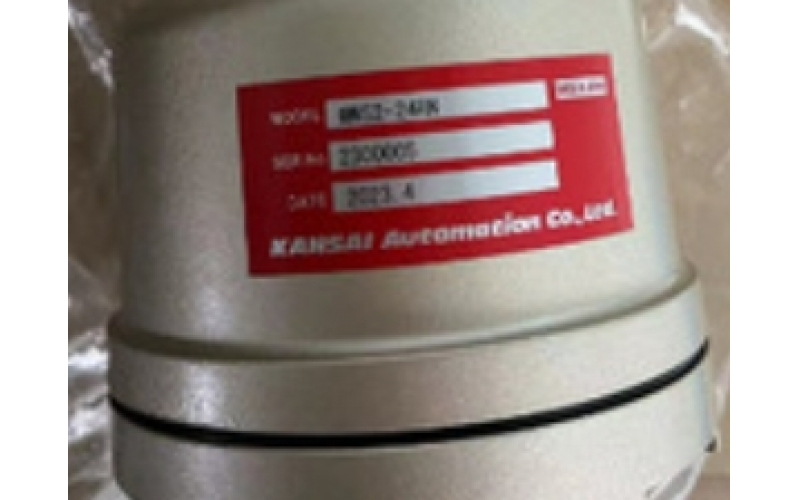 MODEL MWS2-24RN
SER.No. 2300005
DATE 2023.4
KANSAI Automation Co.,Ltd.